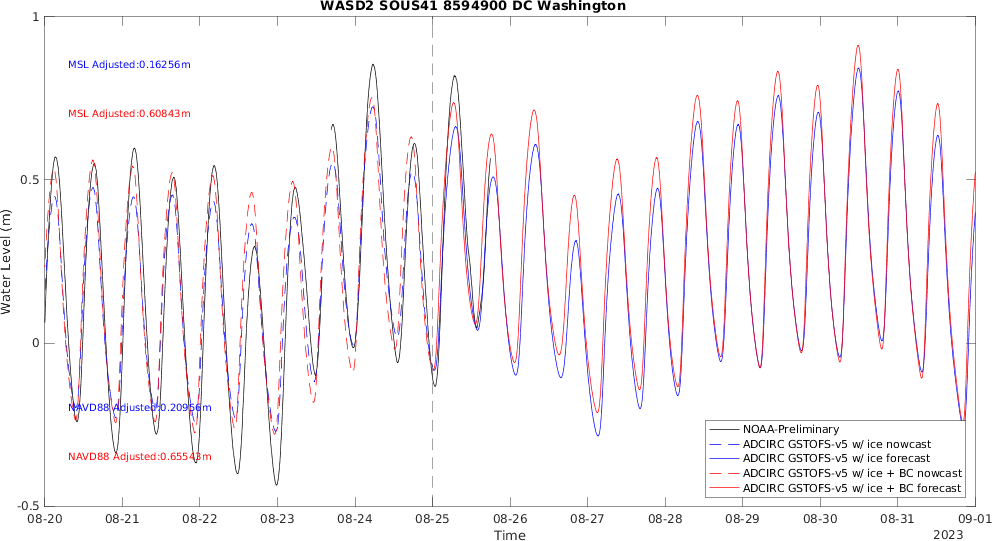 WASD2 SOUS41 8594900 DC Washington
1
MSL Adjusted:0.16256m
MSL Adjusted:0.60843m
0.5
Water Level (m)
0
NAVD88 Adjusted:0.20956m
NAVD88 Adjusted:0.65543m
-0.5
NOAA-Preliminary
ADCIRC GSTOFS-v5 w/ ice nowcast
ADCIRC GSTOFS-v5 w/ ice forecast
ADCIRC GSTOFS-v5 w/ ice + BC nowcast
ADCIRC GSTOFS-v5 w/ ice + BC forecast
08-20 08-21 08-22 08-23 08-24 08-25 08-26 08-27 08-28 08-29 08-30 08-31 09-01
Time
2023